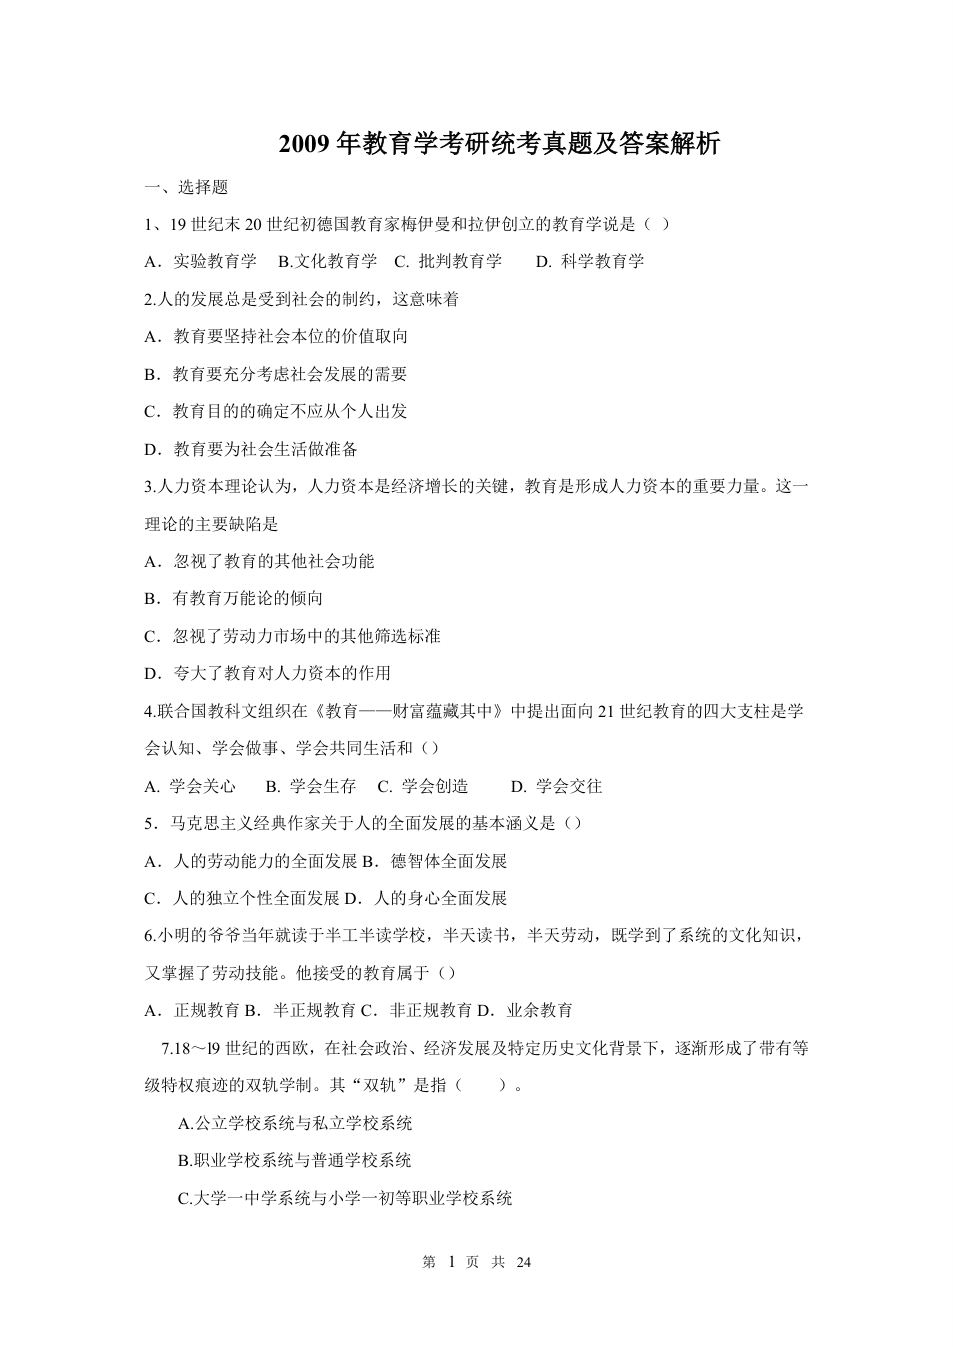 2009 年教育学考研统考真题及答案解析
一、选择题
1、19 世纪末 20 世纪初德国教育家梅伊曼和拉伊创立的教育学说是（ ）
A．实验教育学 B.文化教育学 C. 批判教育学 D. 科学教育学
2.人的发展总是受到社会的制约，这意味着
A．教育要坚持社会本位的价值取向
B．教育要充分考虑社会发展的需要
C．教育目的的确定不应从个人出发
D．教育要为社会生活做准备
3.人力资本理论认为，人力资本是经济增长的关键，教育是形成人力资本的重要力量。这一
理论的主要缺陷是
A．忽视了教育的其他社会功能
B．有教育万能论的倾向
C．忽视了劳动力市场中的其他筛选标准
D．夸大了教育对人力资本的作用
4.联合国教科文组织在《教育——财富蕴藏其中》中提出面向 21 世纪教育的四大支柱是学
会认知、学会做事、学会共同生活和（）
A. 学会关心 B. 学会生存 C. 学会创造 D. 学会交往
5．马克思主义经典作家关于人的全面发展的基本涵义是（）
A．人的劳动能力的全面发展 B．德智体全面发展
C．人的独立个性全面发展 D．人的身心全面发展
6.小明的爷爷当年就读于半工半读学校，半天读书，半天劳动，既学到了系统的文化知识，
又掌握了劳动技能。他接受的教育属于（）
A．正规教育 B．半正规教育 C．非正规教育 D．业余教育
7.18～l9 世纪的西欧，在社会政治、经济发展及特定历史文化背景下，逐渐形成了带有等
级特权痕迹的双轨学制。其“双轨”是指（ ）。
A.公立学校系统与私立学校系统
B.职业学校系统与普通学校系统
C.大学一中学系统与小学一初等职业学校系统
第 1 页 共 24